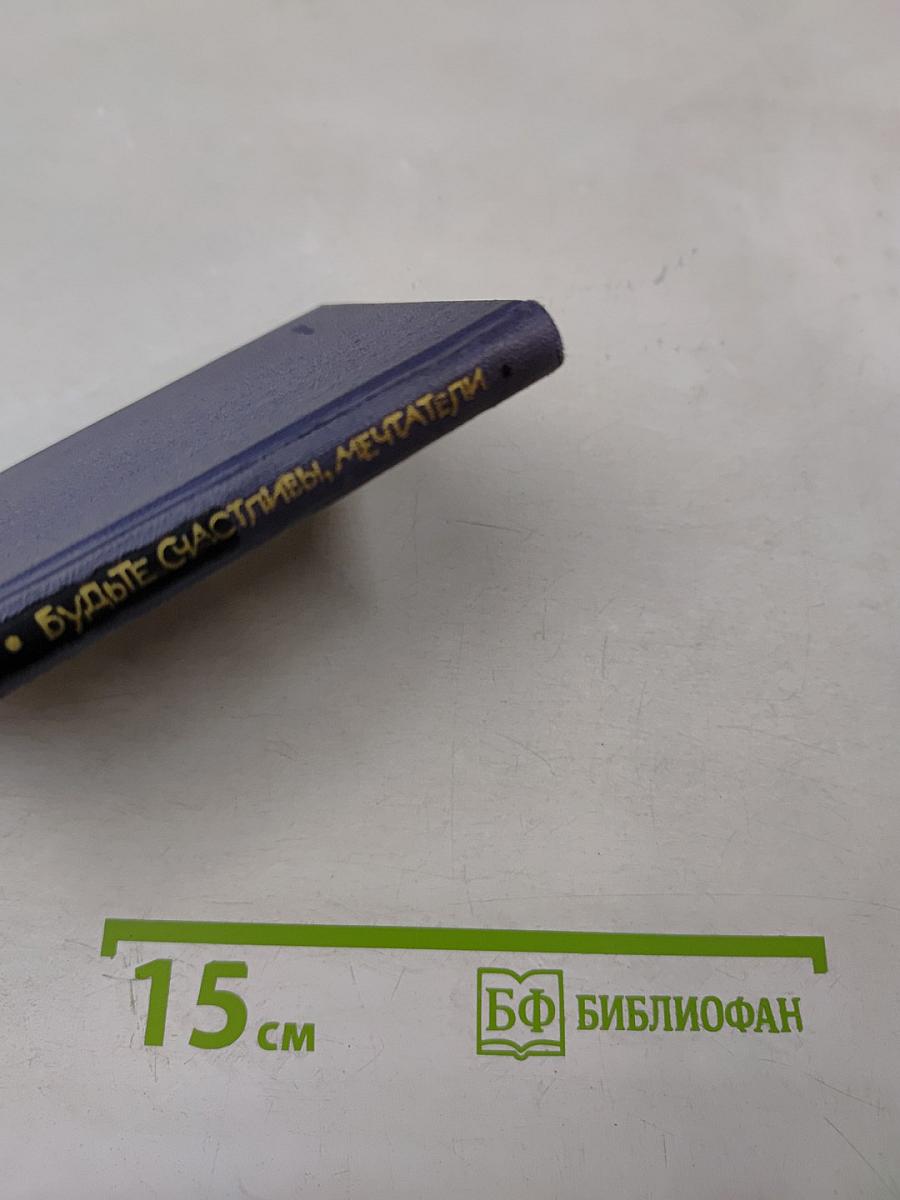 • БУДЬТЕ СЧАСТЛИВЫ, МЕЧТАТЕЛИ
15 см
БФ БИБЛИОФАН